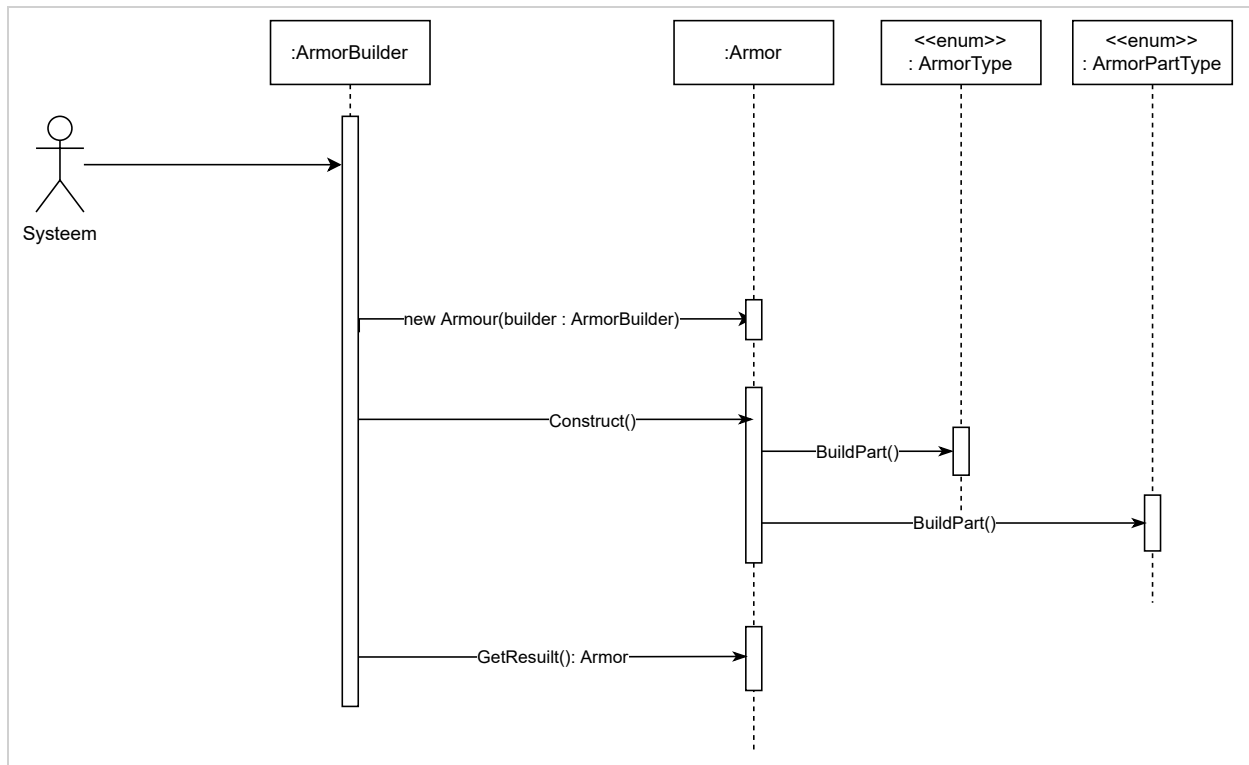 :ArmorBuilder
:Armor
<<enum>>
: ArmorType
<<enum>>
: ArmorPartType
Systeem
new Armour(builder : ArmorBuilder)
Construct()
BuildPart()
BuildPart()
GetResuilt(): Armor